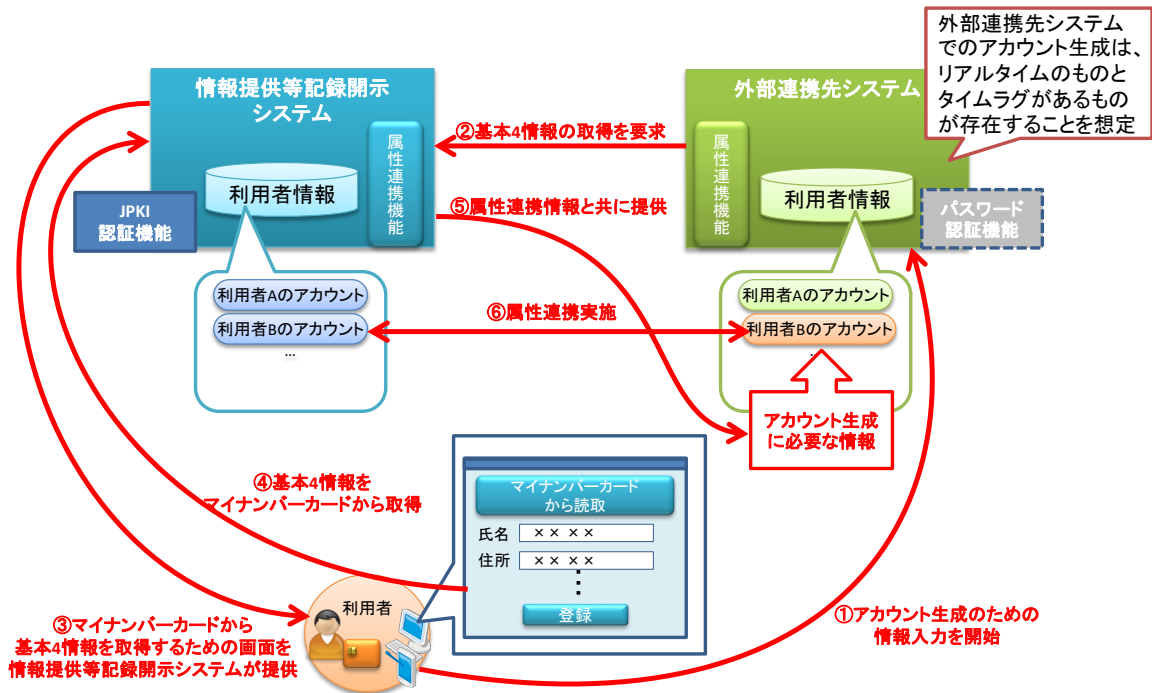 外部連携先システム
でのアカウント生成は、
リアルタイムのものと
タイムラグがあるもの
が存在することを想定
情報提供等記録開示
システム
外部連携先システム
②基本4情報の取得を要求
属性連携機能
属性連携機能
利用者情報
利用者情報
JPKI
認証機能
⑤属性連携情報と共に提供
パスワード
認証機能
利用者Aのアカウント
利用者Bのアカウント
…
利用者Aのアカウント
利用者Bのアカウント
⑥属性連携実施
アカウント生成
に必要な情報
④基本4情報を
マイナンバーカードから取得
マイナンバーカード
から読取
氏名 ××××
住所 ××××
登録
利用者
③マイナンバーカードから
基本4情報を取得するための画面を
情報提供等記録開示システムが提供
①アカウント生成のための
情報入力を開始